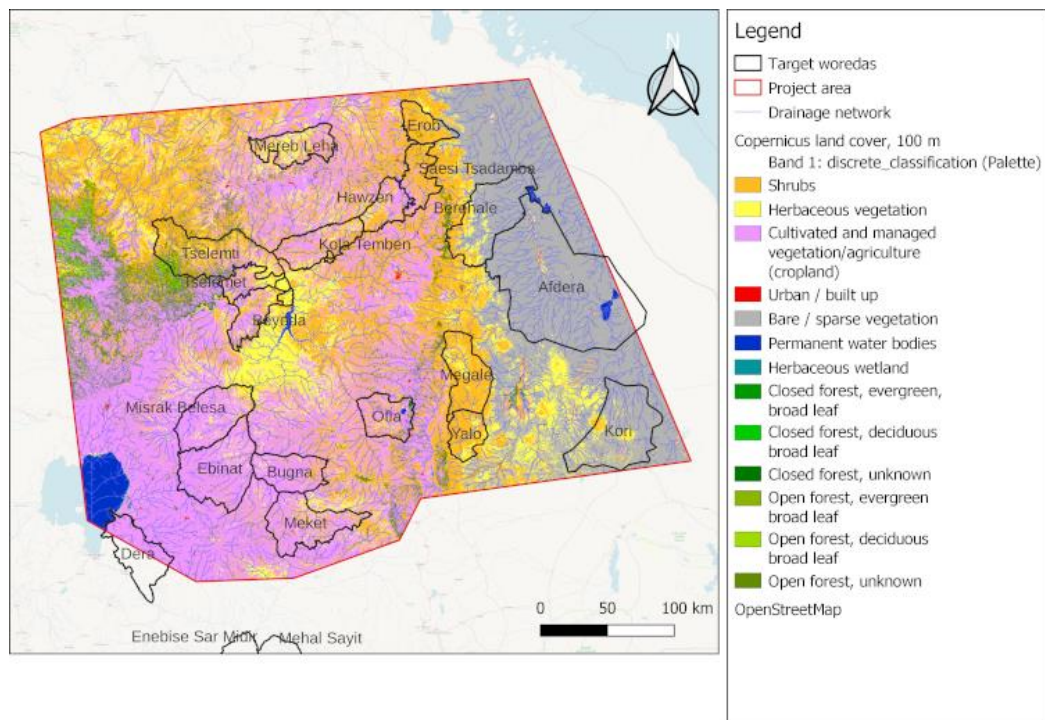 N
Erob
Mereb Leha
Saesi Tsadamba
Hawzen
Berehale
Kola Temben
Tselemti
Tselemet
Afdera
Beyeda
Megale
Misrak Belesa
Ofla
Yalo
Kori
Ebinat
Bugna
Meket
Dera
0 50 100 km
Enebise Sar Midir Mehal Sayit
Legend
Target woredas
Project area
Drainage network
Copernicus land cover, 100 m
Band 1: discrete_classification (Palette)
Shrubs
Herbaceous vegetation
Cultivated and managed
vegetation/agriculture
(cropland)
Urban / built up
Bare / sparse vegetation
Permanent water bodies
Herbaceous wetland
Closed forest, evergreen,
broad leaf
Closed forest, deciduous
broad leaf
Closed forest, unknown
Open forest, evergreen
broad leaf
Open forest, deciduous
broad leaf
Open forest, unknown
OpenStreetMap